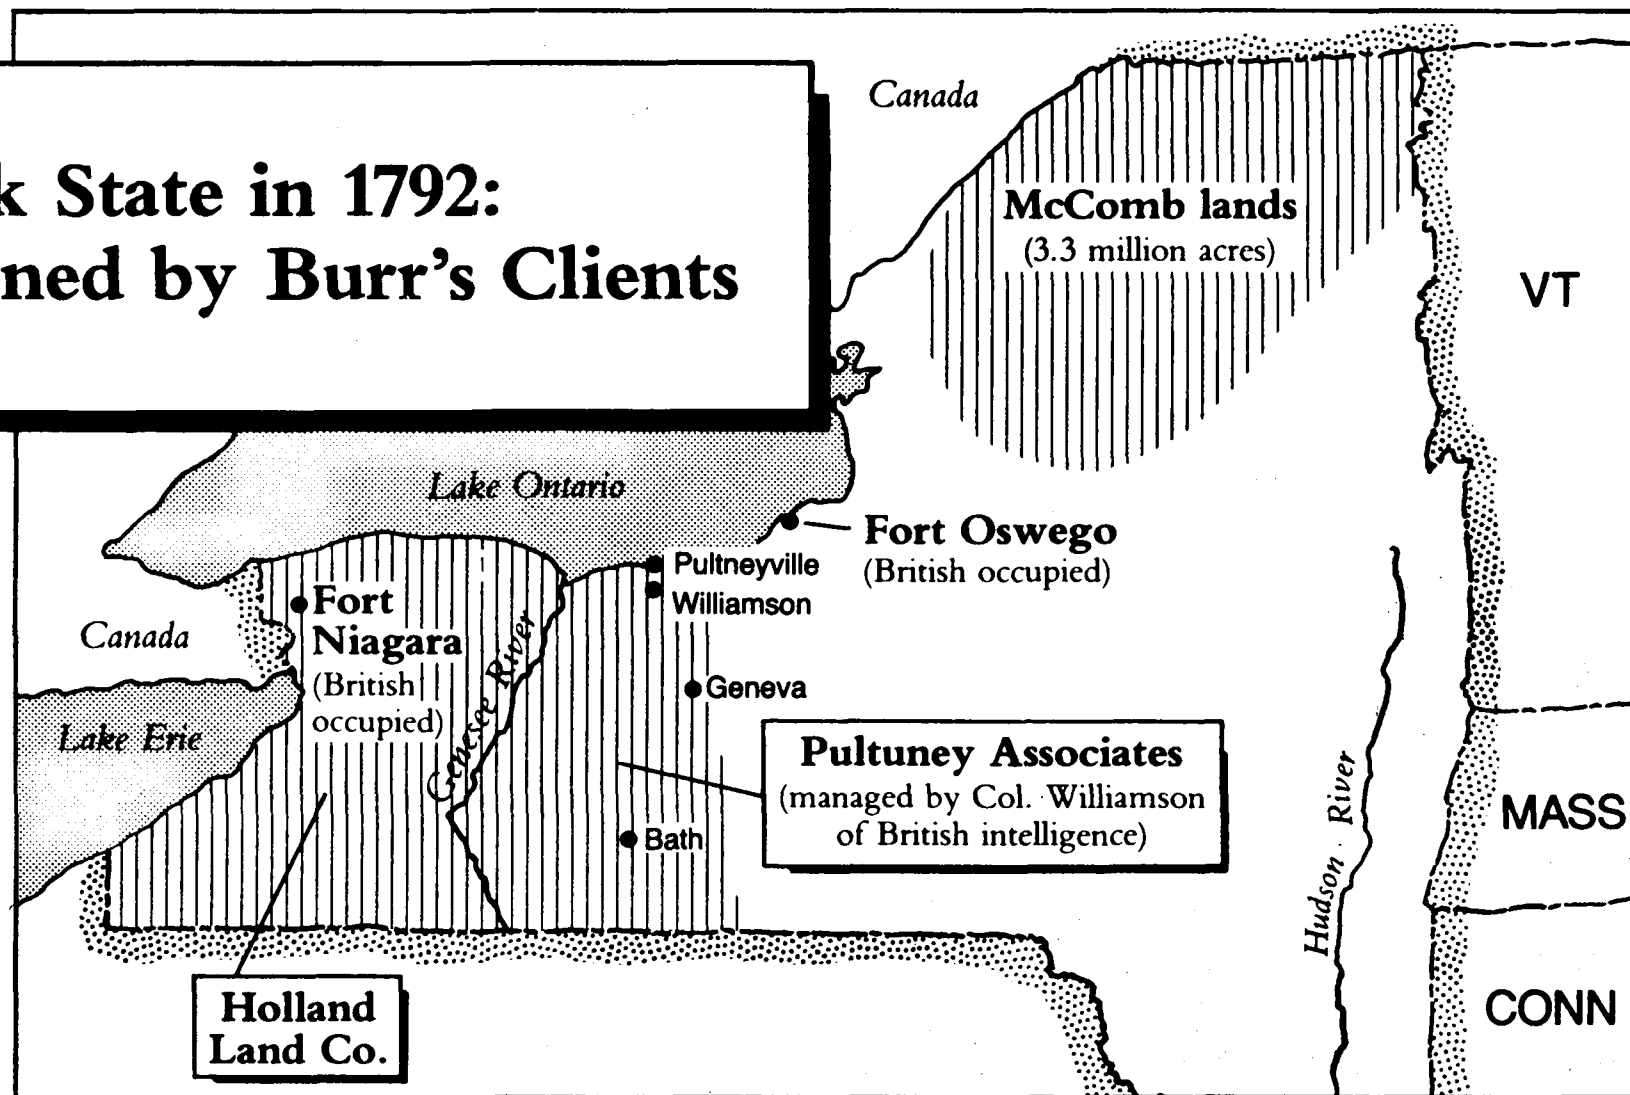 k State in 1792:
ned by Burr's Clients
Canada
McComb lands
(3.3 million acres)
VT
Lake Ontario
Fort Oswego
(British occupied)
Pultneyville
Williamson
Fort
Niagara
(British
occupied)
Canada
Genesee River
Geneva
Lake Erie
Pultuney Associates
(managed by Col. Williamson
of British intelligence)
Bath
Hudson River
MASS
Holland
Land Co.
CONN